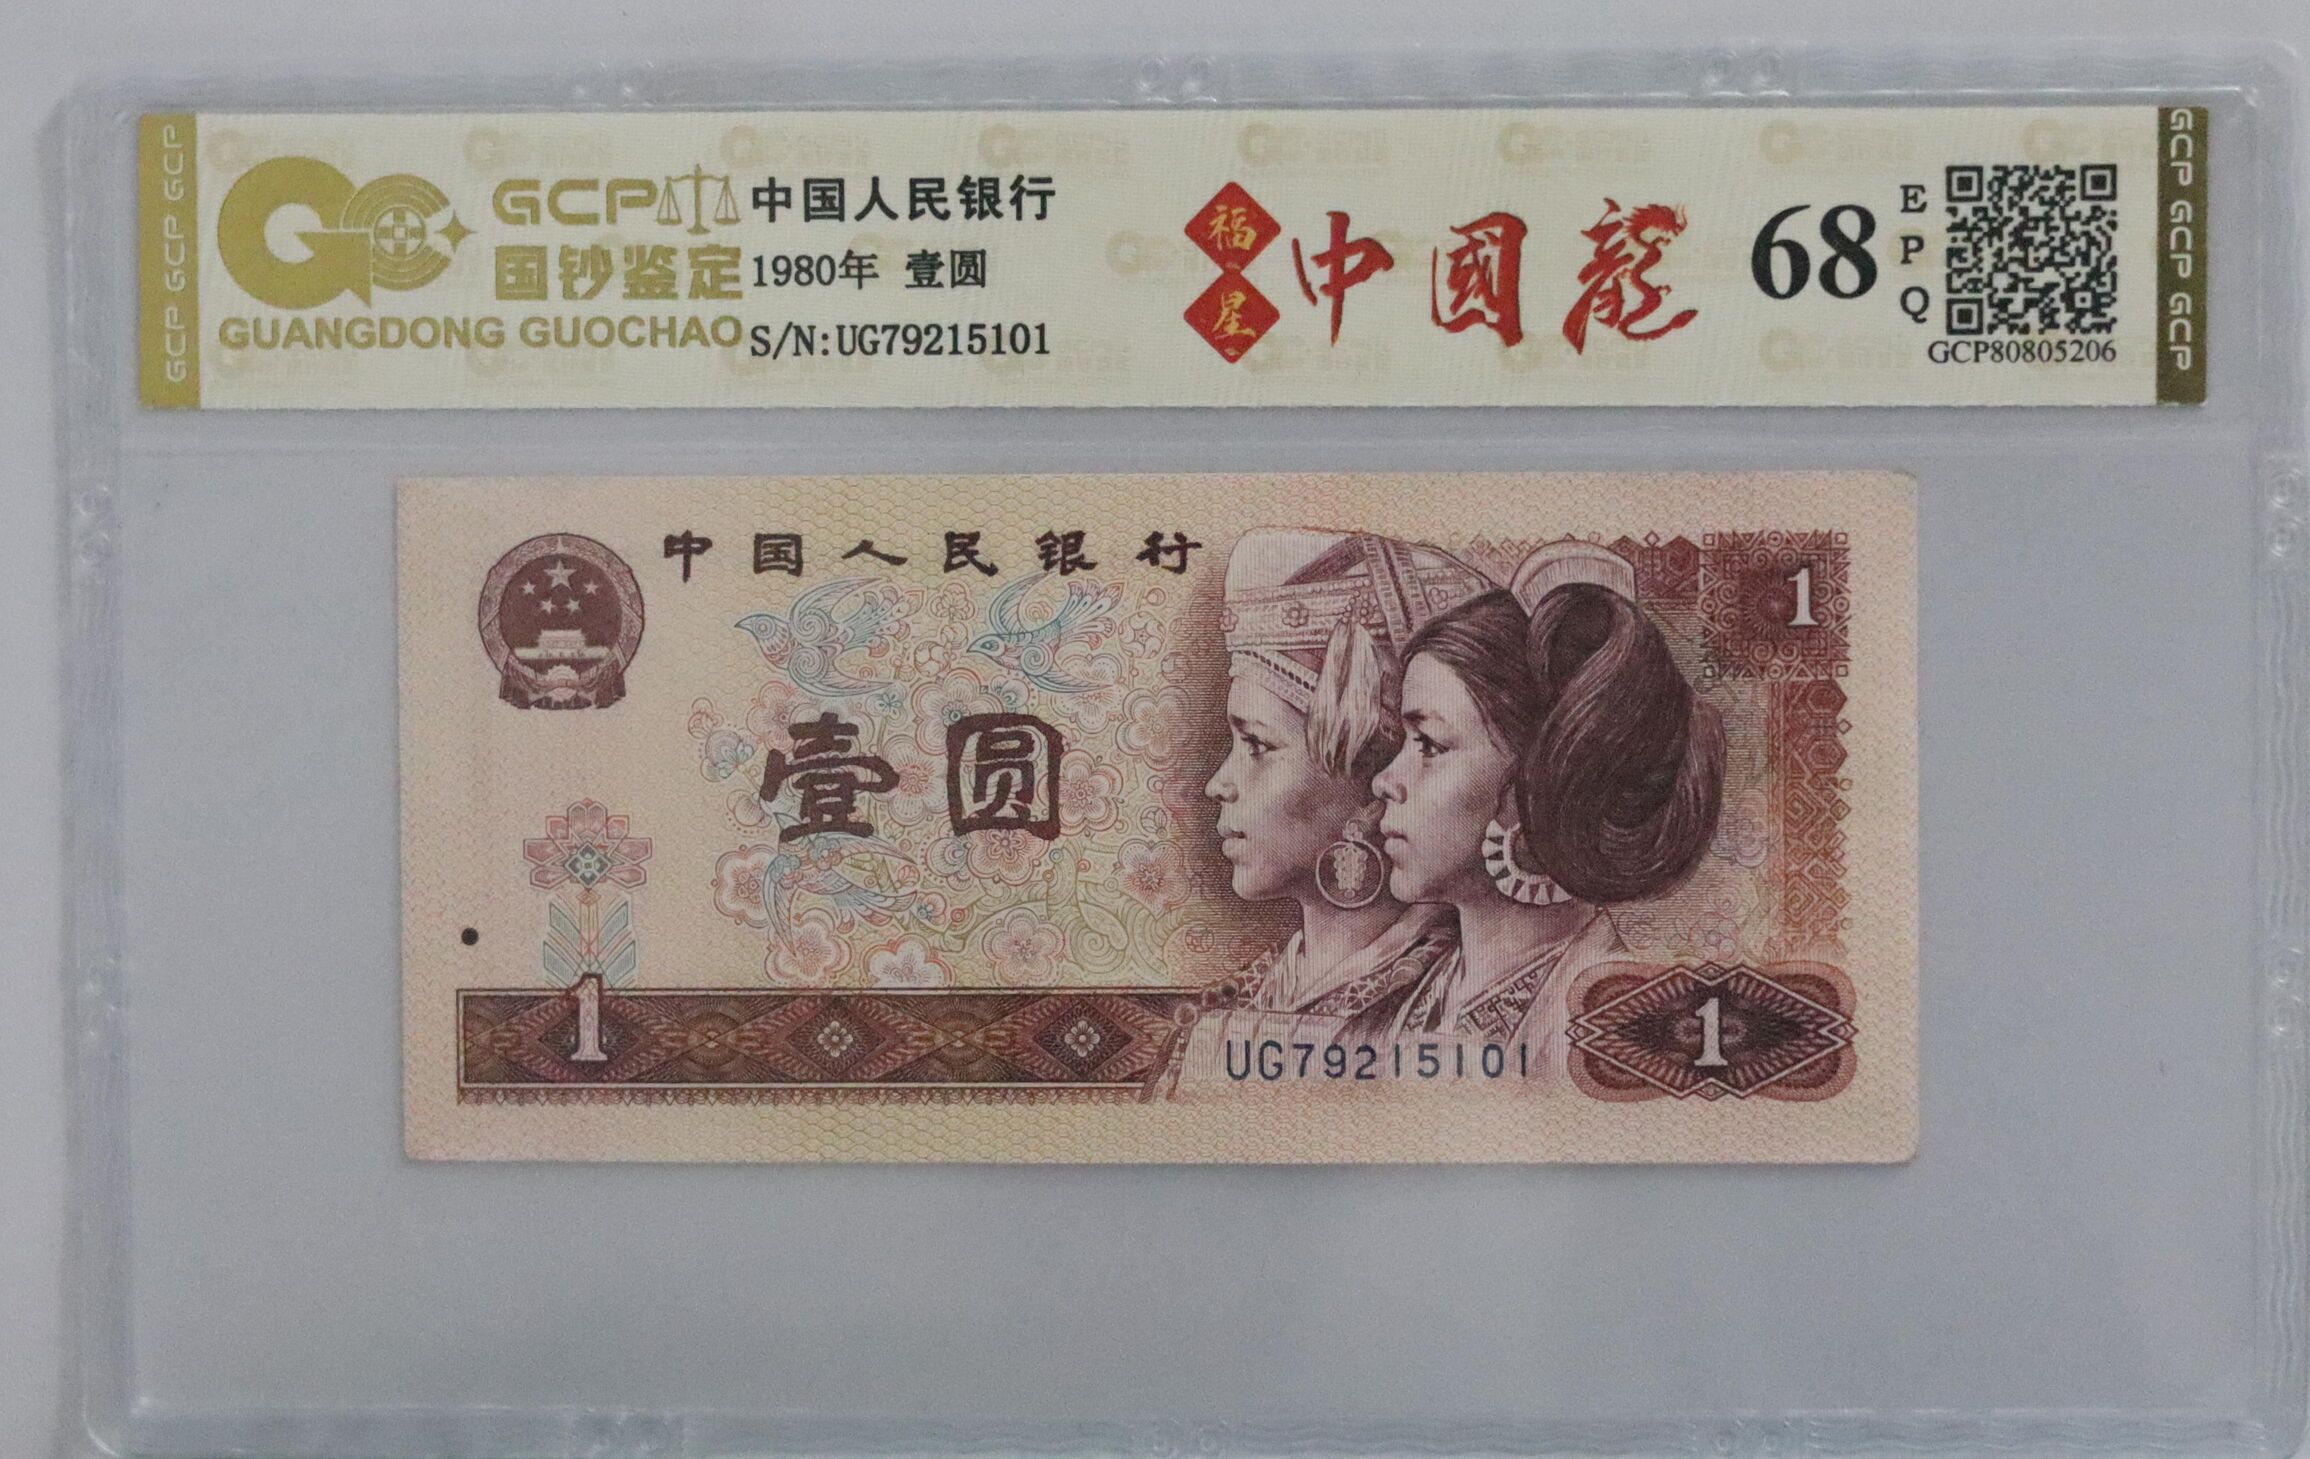 GCP GCP GCP
GCP
国钞鉴定
GUANGDONG GUOCHAO
中国人民银行
1980年 壹圆
S/N:UG79215101
福星
中國龍
68
EPQ
GCP80805206
GCP GCP GCP
中国人民银行
1
壹圆
1
UG79215101
1